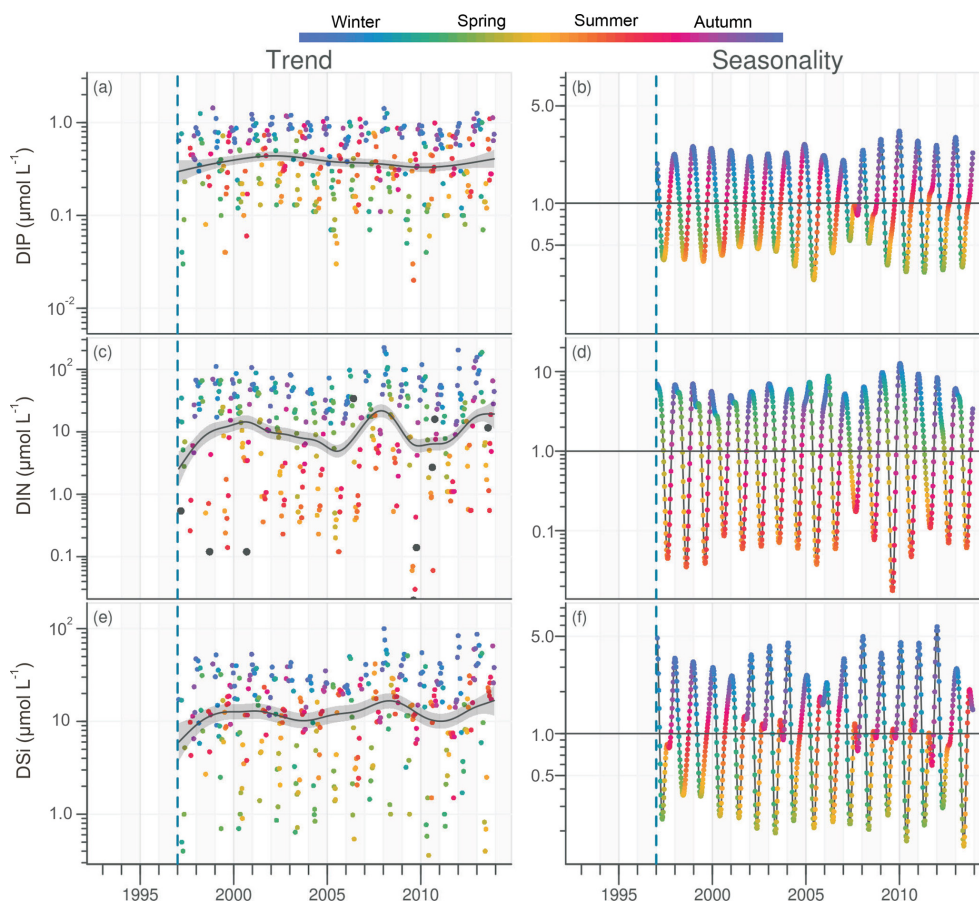 Winter Spring Summer Autumn
Trend Seasonality
(a) (b)
DIP (μmol L⁻¹)
1.0
0.1
10⁻²
5.0
1.0
0.5
(c) (d)
DIN (μmol L⁻¹)
10²
10
1.0
0.1
10
1.0
0.1
(e) (f)
DSi (μmol L⁻¹)
10²
10
1.0
5.0
1.0
0.5
1995 2000 2005 2010 1995 2000 2005 2010